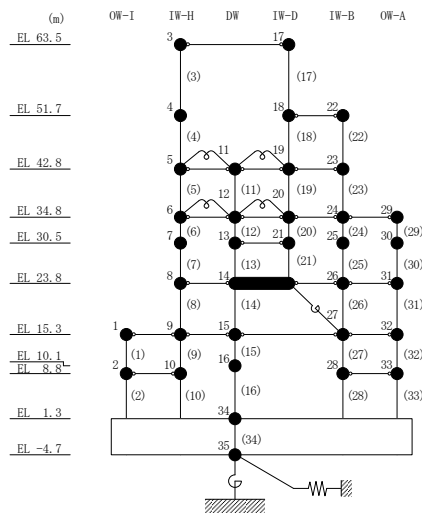 (m) OW-I IW-H DW IW-D IW-B OW-A
EL 63.5 3 17
(3) (17)
EL 51.7 4 18 22
(4) (18) (22)
11 19
EL 42.8 5 23
(5) (11) (19) (23)
12 20
EL 34.8 6 24 29
(6) (12) (20) (24) (29)
EL 30.5 7 13 21 25 30
(7) (13) (21) (25) (30)
EL 23.8 8 14 26 31
(8) (14) (26) (31)
27
EL 15.3 1 9 15 32
(1) (9) (15) (27) (32)
EL 10.1 16
EL 8.8 2 10 28 33
(2) (10) (16) (28) (33)
EL 1.3 34
(34)
EL -4.7 35